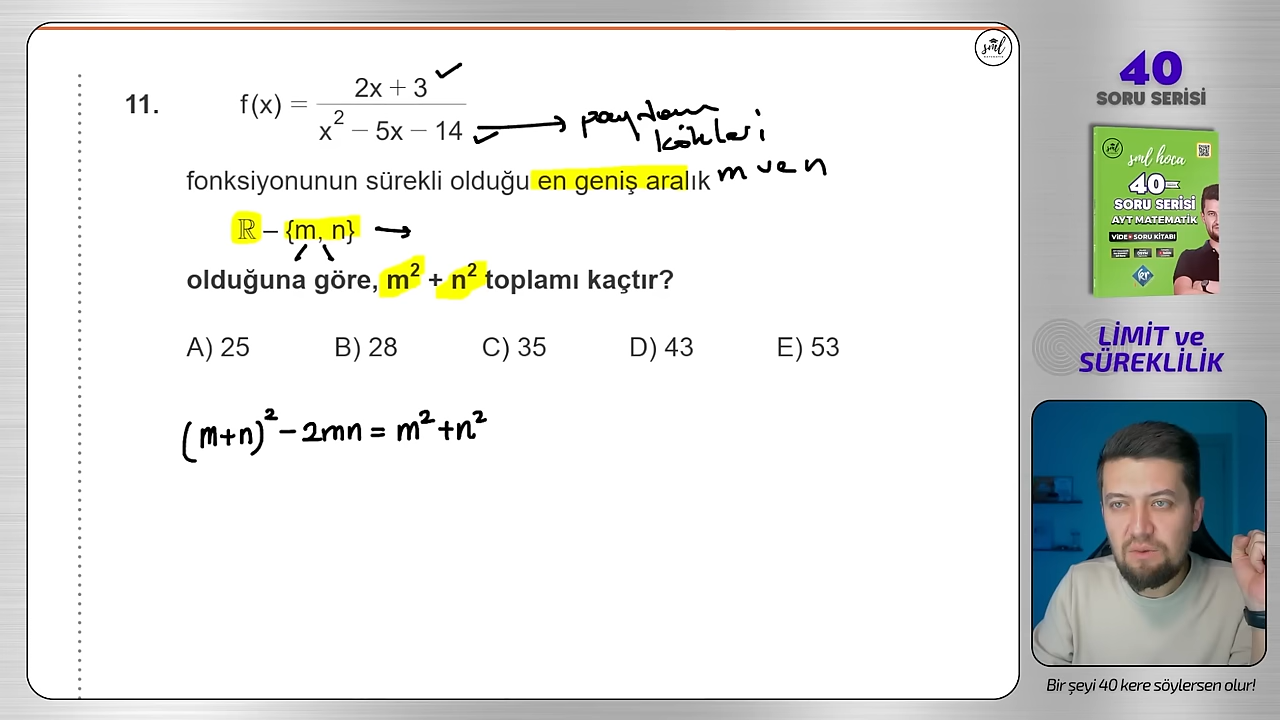 11. f(x) = (2x + 3) / (x² − 5x − 14) → paydanın kökleri
m ve n
fonksiyonunun sürekli olduğu en geniş aralık
ℝ – {m, n} →
olduğuna göre, m² + n² toplamı kaçtır?
A) 25 B) 28 C) 35 D) 43 E) 53
(m+n)² − 2mn = m² + n²
sml
40
SORU SERİSİ
sml hoca
40
SORU SERİSİ
AYT MATEMATİK
VİDEO SORU KİTABI
LİMİT ve
SÜREKLİLİK
Bir şeyi 40 kere söylersen olur!